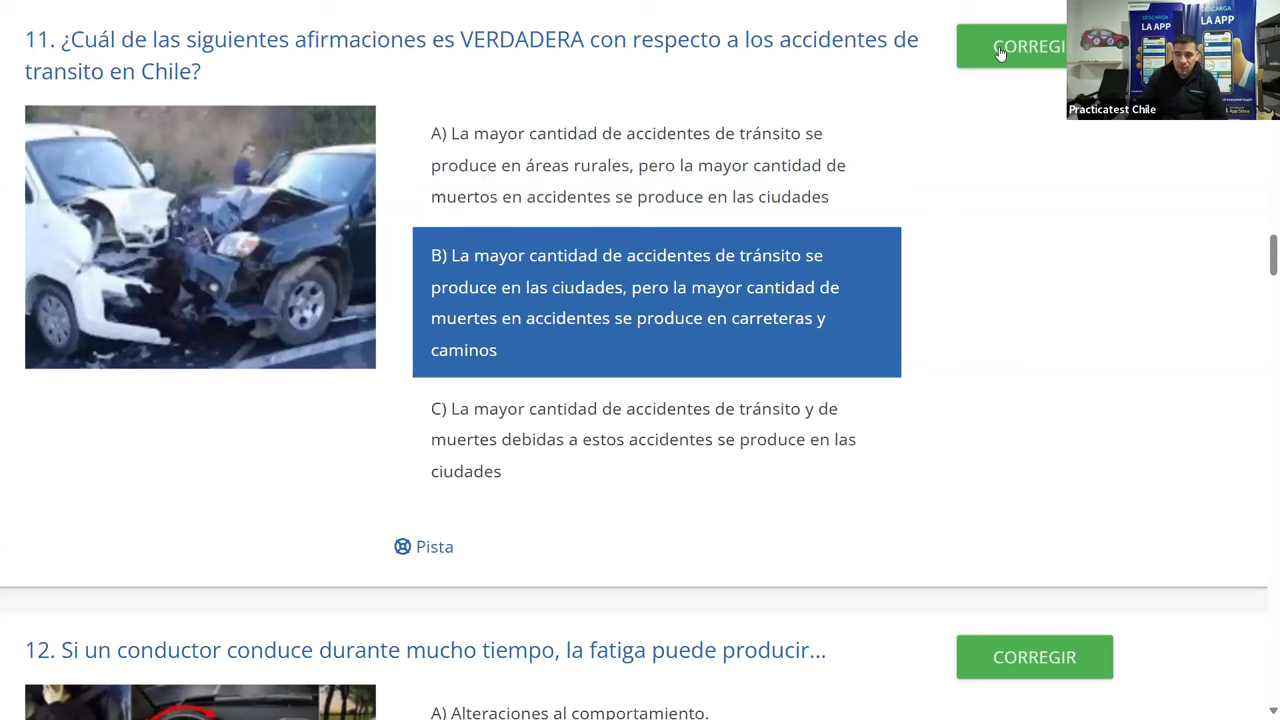 11. ¿Cuál de las siguientes afirmaciones es VERDADERA con respecto a los accidentes de
transito en Chile?
CORREGI
DESCARGA
LA APP
DESCARGA
LA APP
Practicatest Chile
A) La mayor cantidad de accidentes de tránsito se
produce en áreas rurales, pero la mayor cantidad de
muertos en accidentes se produce en las ciudades
B) La mayor cantidad de accidentes de tránsito se
produce en las ciudades, pero la mayor cantidad de
muertes en accidentes se produce en carreteras y
caminos
C) La mayor cantidad de accidentes de tránsito y de
muertes debidas a estos accidentes se produce en las
ciudades
Pista
12. Si un conductor conduce durante mucho tiempo, la fatiga puede producir...
CORREGIR
A) Alteraciones al comportamiento.